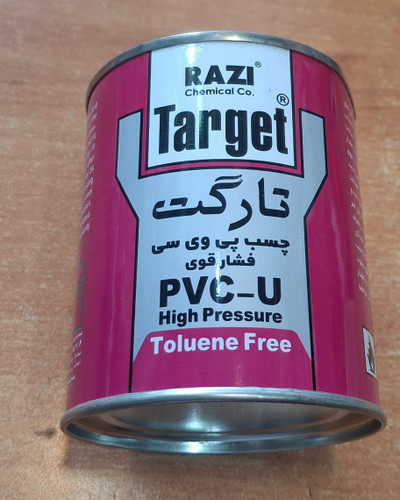 RAZI®
Chemical Co.
Target®
تارگت
چسب پی وی سی
فشار قوی
PVC-U
High Pressure
Toluene Free